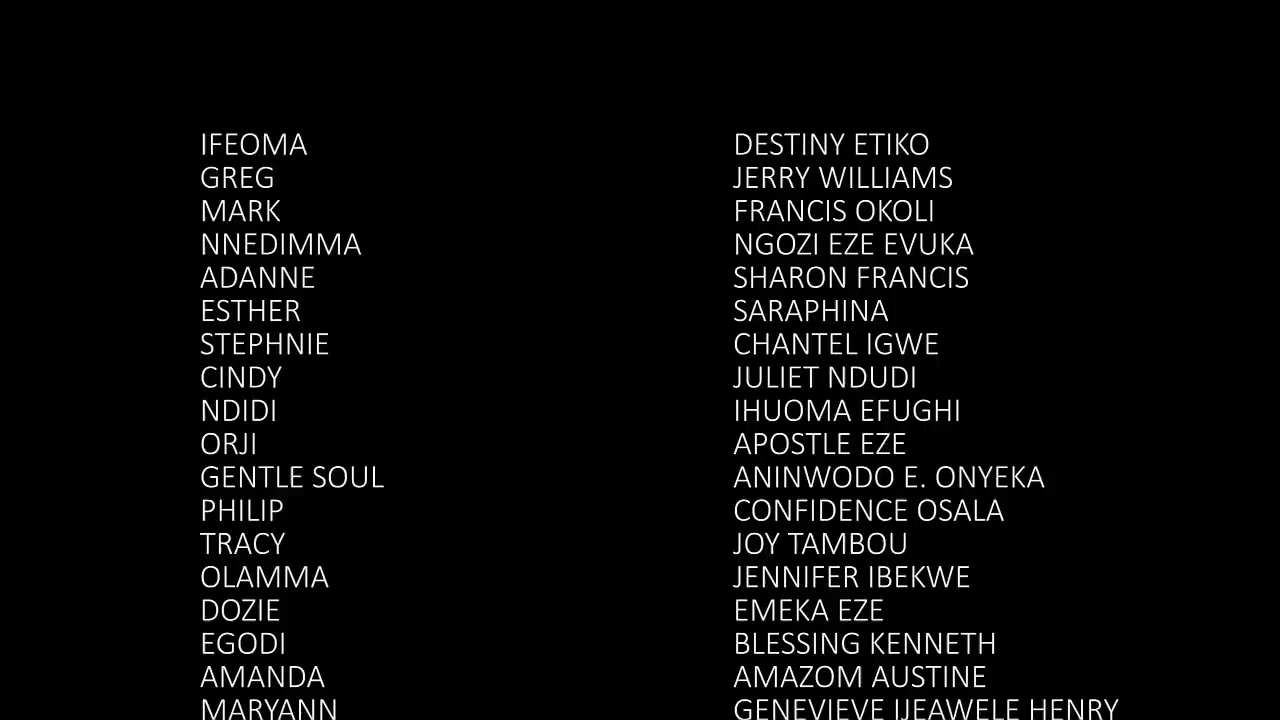 IFEOMA DESTINY ETIKO
GREG JERRY WILLIAMS
MARK FRANCIS OKOLI
NNEDIMMA NGOZI EZE EVUKA
ADANNE SHARON FRANCIS
ESTHER SARAPHINA
STEPHNIE CHANTEL IGWE
CINDY JULIET NDUDI
NDIDI IHUOMA EFUGHI
ORJI APOSTLE EZE
GENTLE SOUL ANINWODO E. ONYEKA
PHILIP CONFIDENCE OSALA
TRACY JOY TAMBOU
OLAMMA JENNIFER IBEKWE
DOZIE EMEKA EZE
EGODI BLESSING KENNETH
AMANDA AMAZOM AUSTINE
MARYANN GENEVIEVE IJEAWELE HENRY